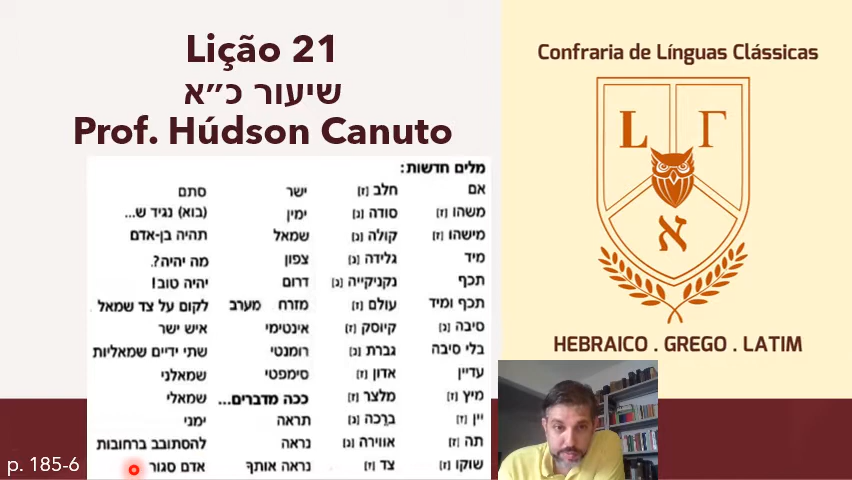 Lição 21
שיעור כ״א
Prof. Húdson Canuto
מלים חדשות:
אם חלב [ז] ישר סתם
משהו [ז] סודה [נ] ימין (בוא) נגיד ש...
מישהו [ז] קולה [נ] שמאל תהיה בן-אדם
מיד גלידה [נ] צפון מה יהיה?.
תכף נקניקייה [נ] דרום יהיה טוב!
תכף ומיד עולם [ז] מזרח מערב לקום על צד שמאל
סיבה [נ] קיוסק [ז] אינטימי איש ישר
בלי סיבה גברת [נ] רומנטי שתי ידיים שמאליות
עדיין אדון [ז] סימפטי שמאלני
מיץ [ז] מלצר [ז] ככה מדברים... שמאלי
יין [ז] ברָכה [נ] תראה ימני
תה [ז] אווירה [נ] נראה להסתובב ברחובות
שוקו [ז] צד [ז] נראה אותךָ אדם סגור
p. 185-6
Confraria de Línguas Clássicas
L Γ
א
HEBRAICO . GREGO . LATIM